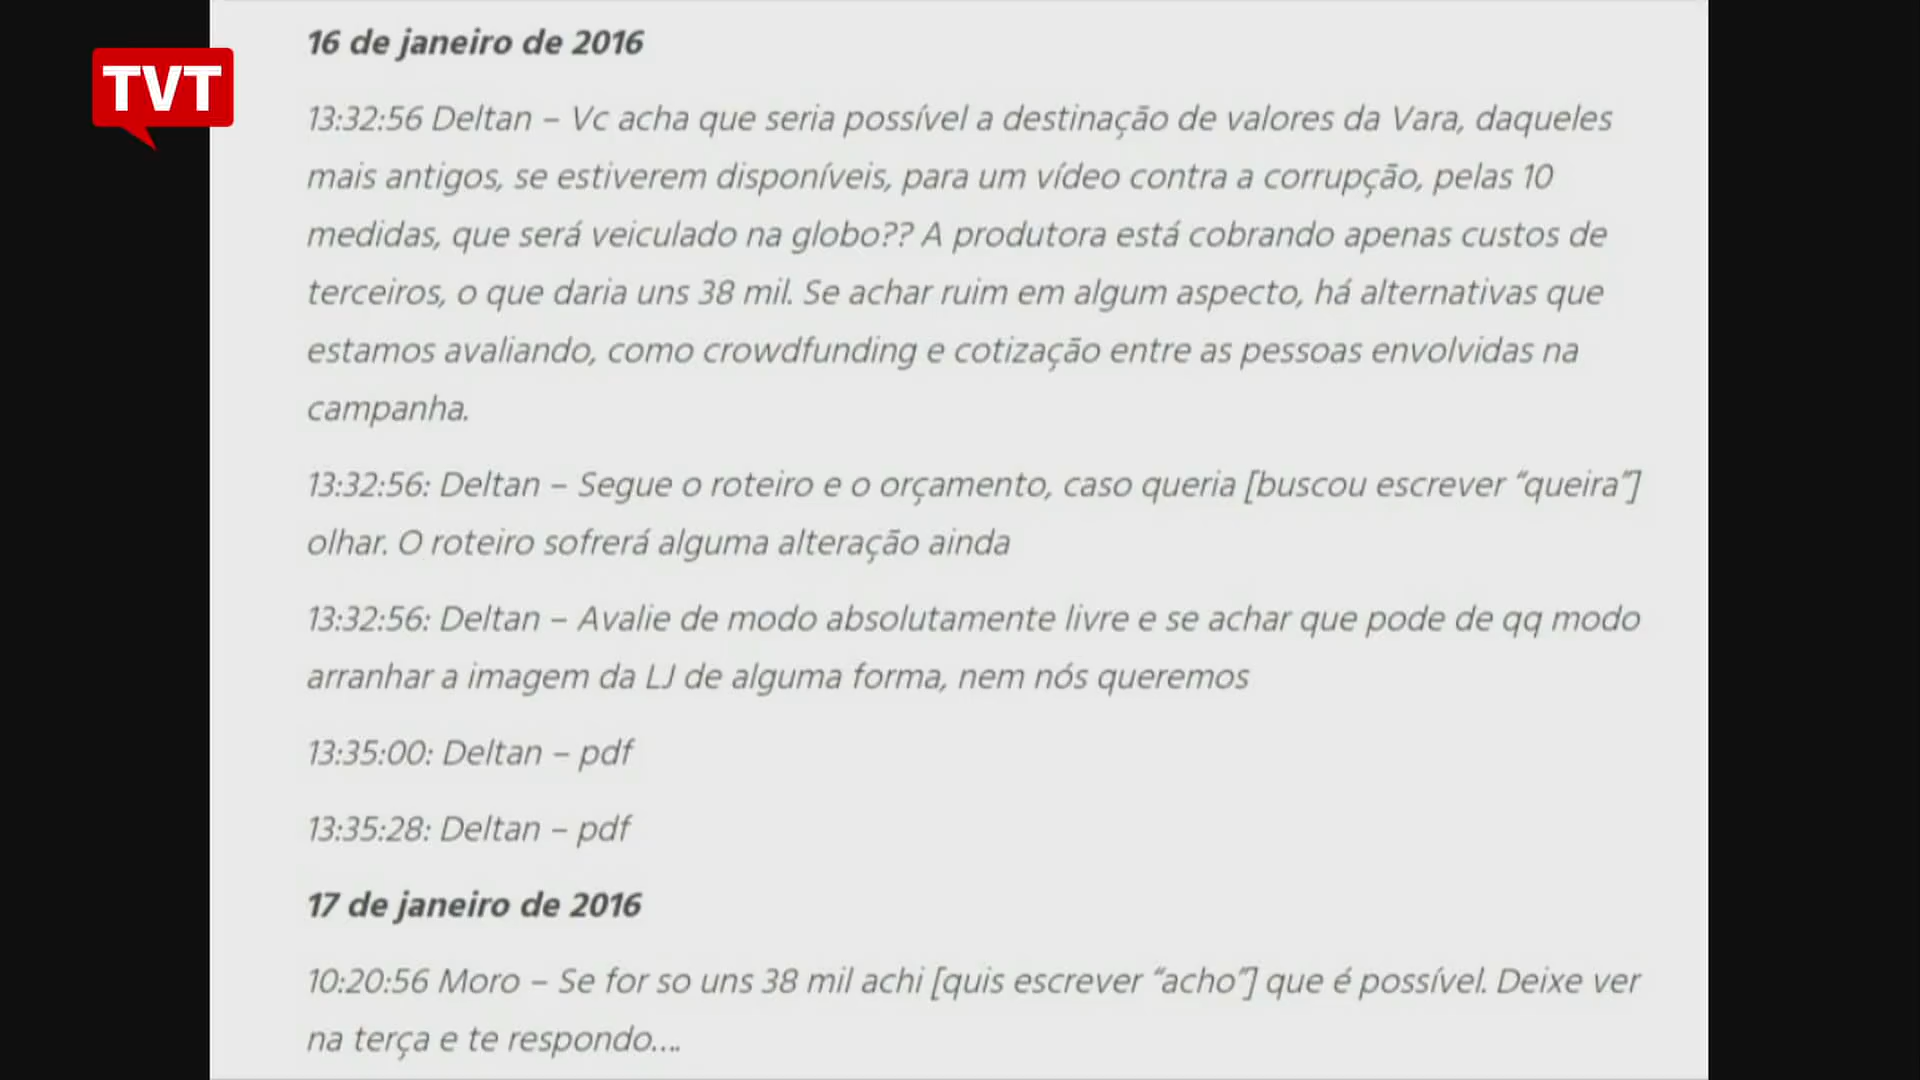 TVT
16 de janeiro de 2016
13:32:56 Deltan – Vc acha que seria possível a destinação de valores da Vara, daqueles
mais antigos, se estiverem disponíveis, para um vídeo contra a corrupção, pelas 10
medidas, que será veiculado na globo?? A produtora está cobrando apenas custos de
terceiros, o que daria uns 38 mil. Se achar ruim em algum aspecto, há alternativas que
estamos avaliando, como crowdfunding e cotização entre as pessoas envolvidas na
campanha.
13:32:56: Deltan – Segue o roteiro e o orçamento, caso queria [buscou escrever “queira”]
olhar. O roteiro sofrerá alguma alteração ainda
13:32:56: Deltan – Avalie de modo absolutamente livre e se achar que pode de qq modo
arranhar a imagem da LJ de alguma forma, nem nós queremos
13:35:00: Deltan – pdf
13:35:28: Deltan – pdf
17 de janeiro de 2016
10:20:56 Moro – Se for so uns 38 mil achi [quis escrever “acho”] que é possível. Deixe ver
na terça e te respondo....